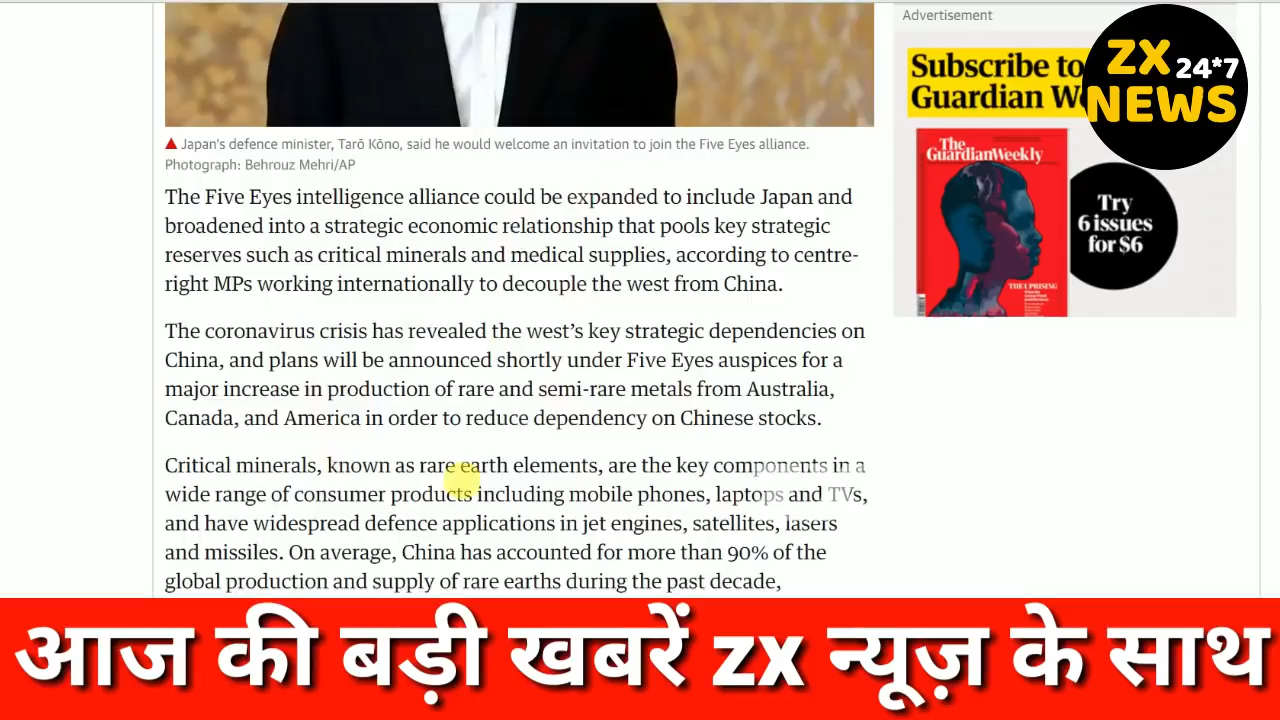 Advertisement
ZX 24*7
NEWS
Subscribe to
Guardian W
The
GuardianWeekly
Try
6 issues
for $6
THE UPRISING
Japan's defence minister, Tarō Kōno, said he would welcome an invitation to join the Five Eyes alliance.
Photograph: Behrouz Mehri/AP
The Five Eyes intelligence alliance could be expanded to include Japan and
broadened into a strategic economic relationship that pools key strategic
reserves such as critical minerals and medical supplies, according to centre-
right MPs working internationally to decouple the west from China.
The coronavirus crisis has revealed the west's key strategic dependencies on
China, and plans will be announced shortly under Five Eyes auspices for a
major increase in production of rare and semi-rare metals from Australia,
Canada, and America in order to reduce dependency on Chinese stocks.
Critical minerals, known as rare earth elements, are the key components in a
wide range of consumer products including mobile phones, laptops and TVs,
and have widespread defence applications in jet engines, satellites, lasers
and missiles. On average, China has accounted for more than 90% of the
global production and supply of rare earths during the past decade,
आज की बड़ी खबरें zx न्यूज़ के साथ